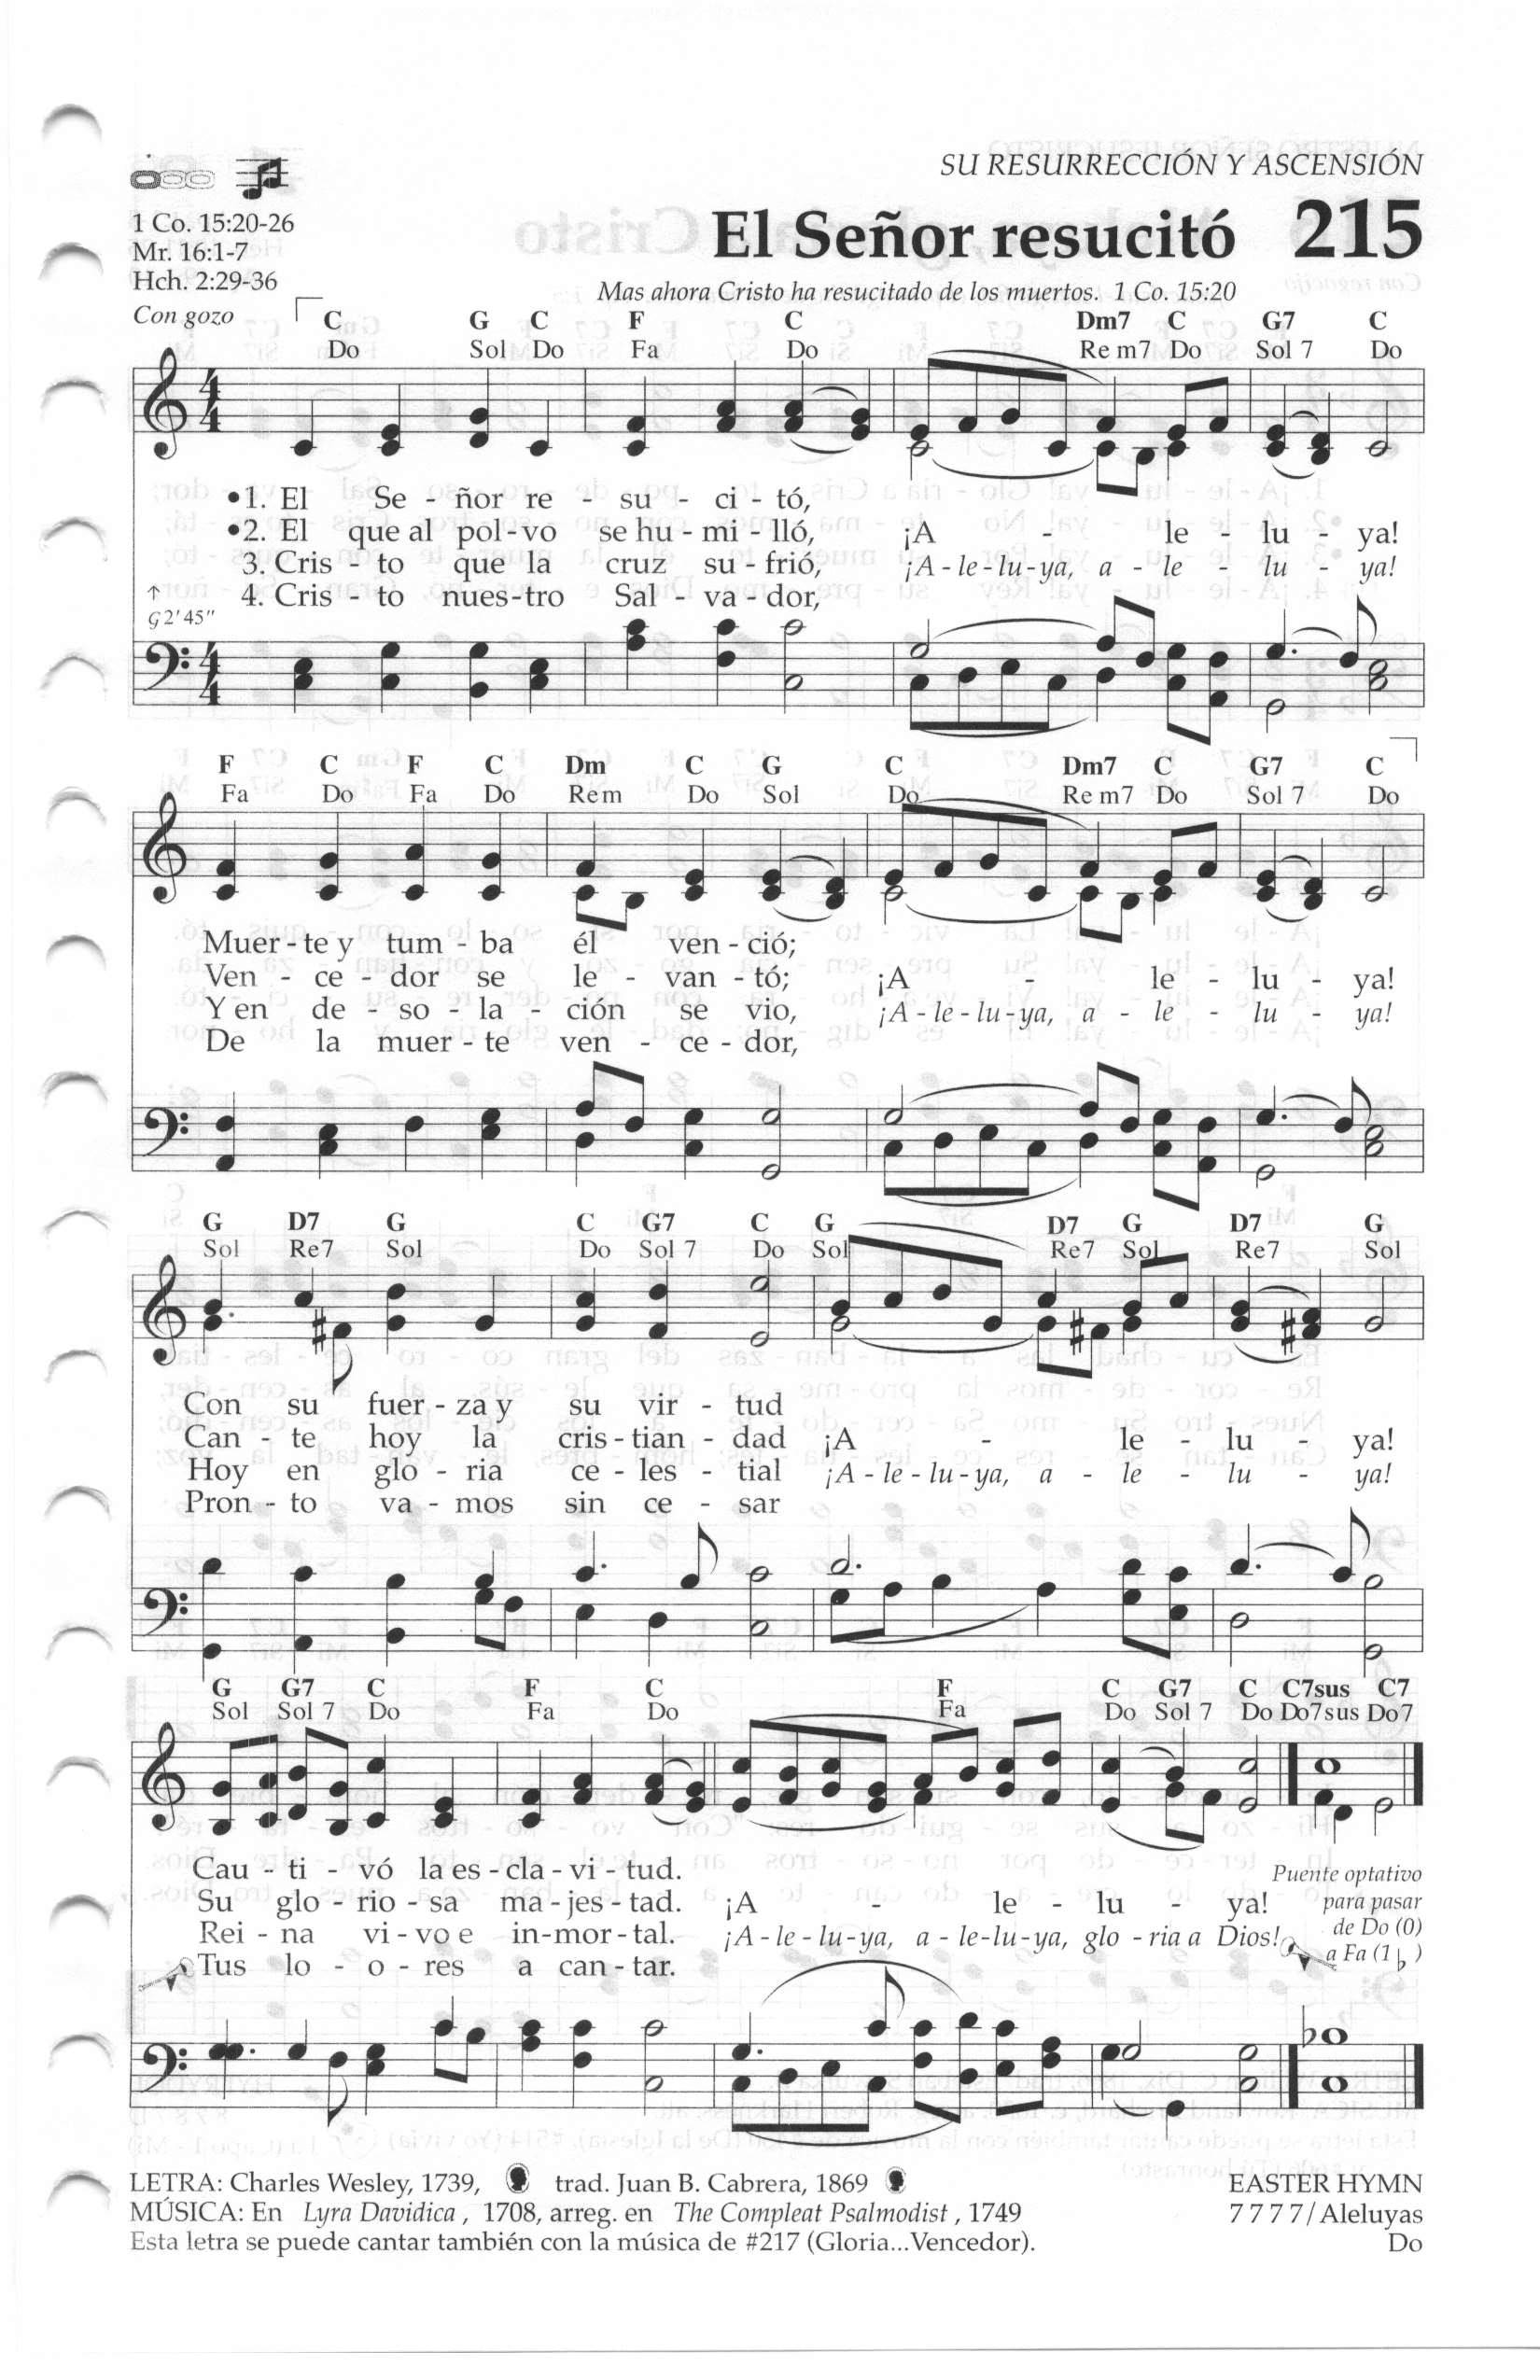 SU RESURRECCIÓN Y ASCENSIÓN
El Señor resucitó 215
1 Co. 15:20-26
Mr. 16:1-7
Hch. 2:29-36
Mas ahora Cristo ha resucitado de los muertos. 1 Co. 15:20
Con gozo
C G C F C Dm7 C G7 C
Do Sol Do Fa Do Re m7 Do Sol 7 Do
•1. El Se - ñor re - su - ci - tó,
•2. El que al pol - vo se hu - mi - lló, ¡A - le - lu - ya!
3. Cris - to que la cruz su - frió, ¡A - le - lu - ya, a - le - lu - ya!
4. Cris - to nues - tro Sal - va - dor,
G 2'45"
F C F C Dm C G C Dm7 C G7 C
Fa Do Fa Do Re m Do Sol Do Re m7 Do Sol 7 Do
Muer - te y tum - ba él ven - ció;
Ven - ce - dor se le - van - tó; ¡A - le - lu - ya!
Y en de - so - la - ción se vio, ¡A - le - lu - ya, a - le - lu - ya!
De la muer - te ven - ce - dor,
G D7 G C G7 C G D7 G D7 G
Sol Re7 Sol Do Sol 7 Do Sol Re7 Sol Re7 Sol
Con su fuer - za y su vir - tud
Can - te hoy la cris - tian - dad ¡A - le - lu - ya!
Hoy en glo - ria ce - les - tial ¡A - le - lu - ya, a - le - lu - ya!
Pron - to va - mos sin ce - sar
G G7 C F C F C G7 C C7sus C7
Sol Sol 7 Do Fa Do Fa Do Sol 7 Do Do7sus Do7
Cau - ti - vó la es - cla - vi - tud.
Su glo - rio - sa ma - jes - tad. ¡A - le - lu - ya!
Rei - na vi - vo e in - mor - tal. ¡A - le - lu - ya, a - le - lu - ya, glo - ria a Dios!
Tus lo - o - res a can - tar.
Puente optativo
para pasar
de Do (0)
a Fa (1♭)
LETRA: Charles Wesley, 1739, trad. Juan B. Cabrera, 1869
MÚSICA: En Lyra Davidica, 1708, arreg. en The Compleat Psalmodist, 1749
Esta letra se puede cantar también con la música de #217 (Gloria...Vencedor).
EASTER HYMN
7 7 7 7/Aleluyas
Do